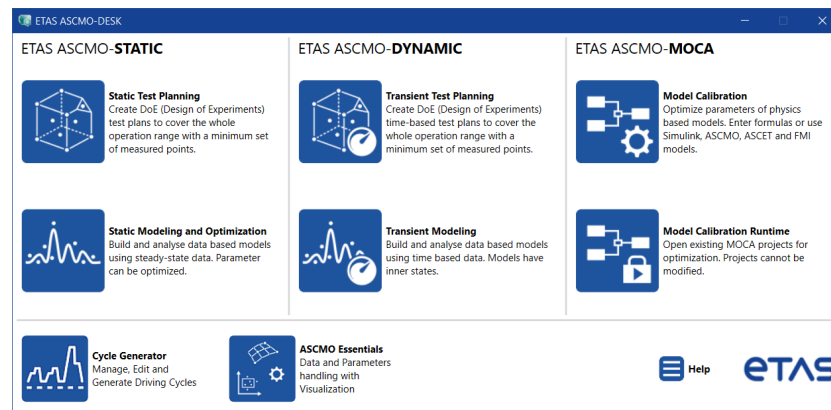 ETAS ASCMO-DESK
ETAS ASCMO-STATIC
Static Test Planning
Create DoE (Design of Experiments)
test plans to cover the whole
operation range with a minimum set
of measured points.
Static Modeling and Optimization
Build and analyse data based models
using steady-state data. Parameter
can be optimized.
ETAS ASCMO-DYNAMIC
Transient Test Planning
Create DoE (Design of Experiments)
time-based test plans to cover the
whole operation range with a
minimum set of measured points.
Transient Modeling
Build and analyse data based models
using time based data. Models have
inner states.
ETAS ASCMO-MOCA
Model Calibration
Optimize parameters of physics
based models. Enter formulas or use
Simulink, ASCMO, ASCET and FMI
models.
Model Calibration Runtime
Open existing MOCA projects for
optimization. Projects cannot be
modified.
Cycle Generator
Manage, Edit and
Generate Driving Cycles
ASCMO Essentials
Data and Parameters
handling with
Visualization
Help
eTAS